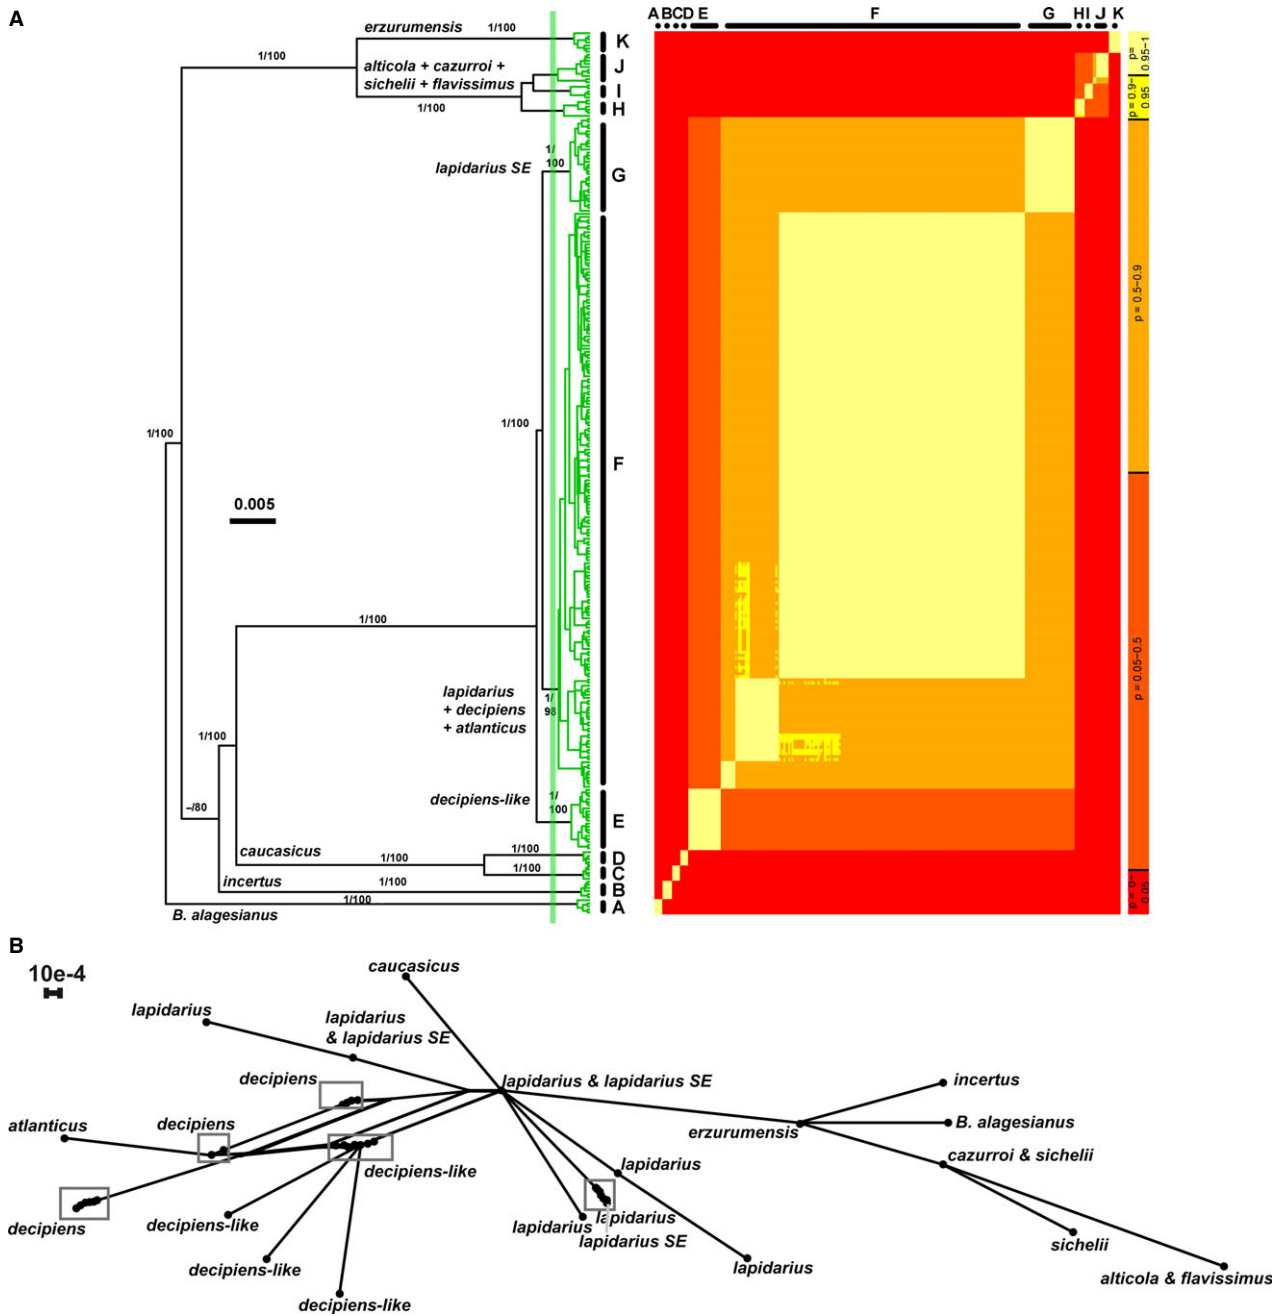 A
A B C D E F G H I J K
erzurumensis
1/100
1/100
alticola + cazurroi +
sichelii + flavissimus
1/100
K
J
I
H
1/
100
lapidarius SE
G
1/100
F
1/100
0.005
1/100
lapidarius
+ decipiens
+ atlanticus
1/
98
1/100
decipiens-like
1/
100
E
–/80
caucasicus
1/100
1/100
1/100
D
C
incertus
1/100
B
1/100
A
B. alagesianus
p=
0.95–1
p = 0.9–
0.95
p = 0.5–0.9
p = 0.05–0.5
p = 0–
0.05
B
10e-4
caucasicus
lapidarius
lapidarius
& lapidarius SE
decipiens
lapidarius & lapidarius SE
incertus
decipiens
atlanticus
B. alagesianus
erzurumensis
cazurroi & sichelii
decipiens-like
lapidarius
decipiens
decipiens-like
lapidarius
lapidarius
lapidarius SE
sichelii
decipiens-like
lapidarius
alticola & flavissimus
decipiens-like